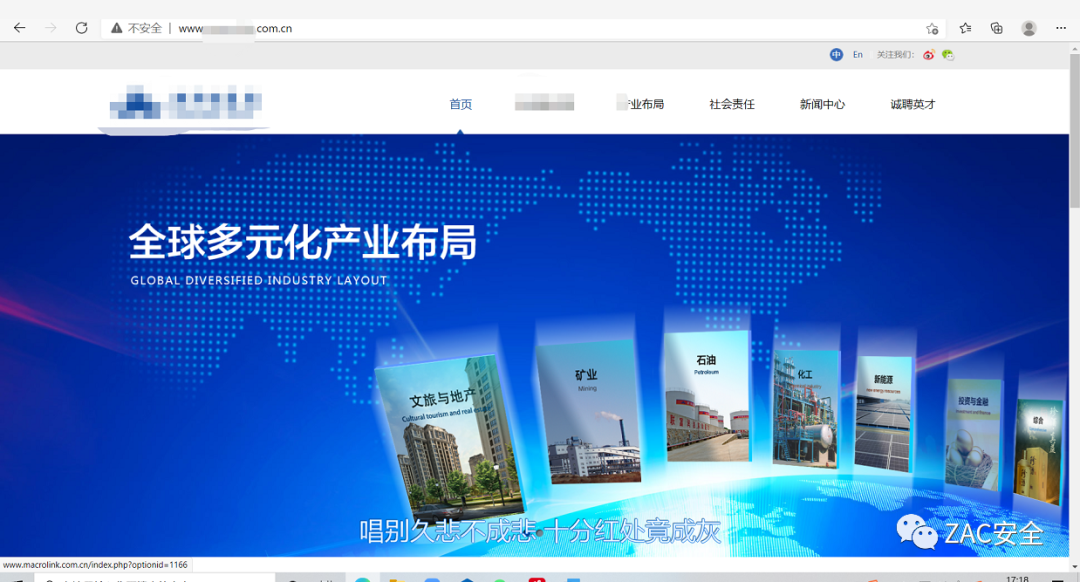 不安全 | www.
com.cn
中 En 关注我们:
首页
业布局
社会责任
新闻中心
诚聘英才
全球多元化产业布局
GLOBAL DIVERSIFIED INDUSTRY LAYOUT
文旅与地产
Cultural tourism and real estate
矿业
Mining
石油
Petroleum
化工
新能源
投资与金融
综合
唱别久悲不成悲 十分红处竟成灰
ZAC安全
www.macrolink.com.cn/index.php?optionid=1166
17:18